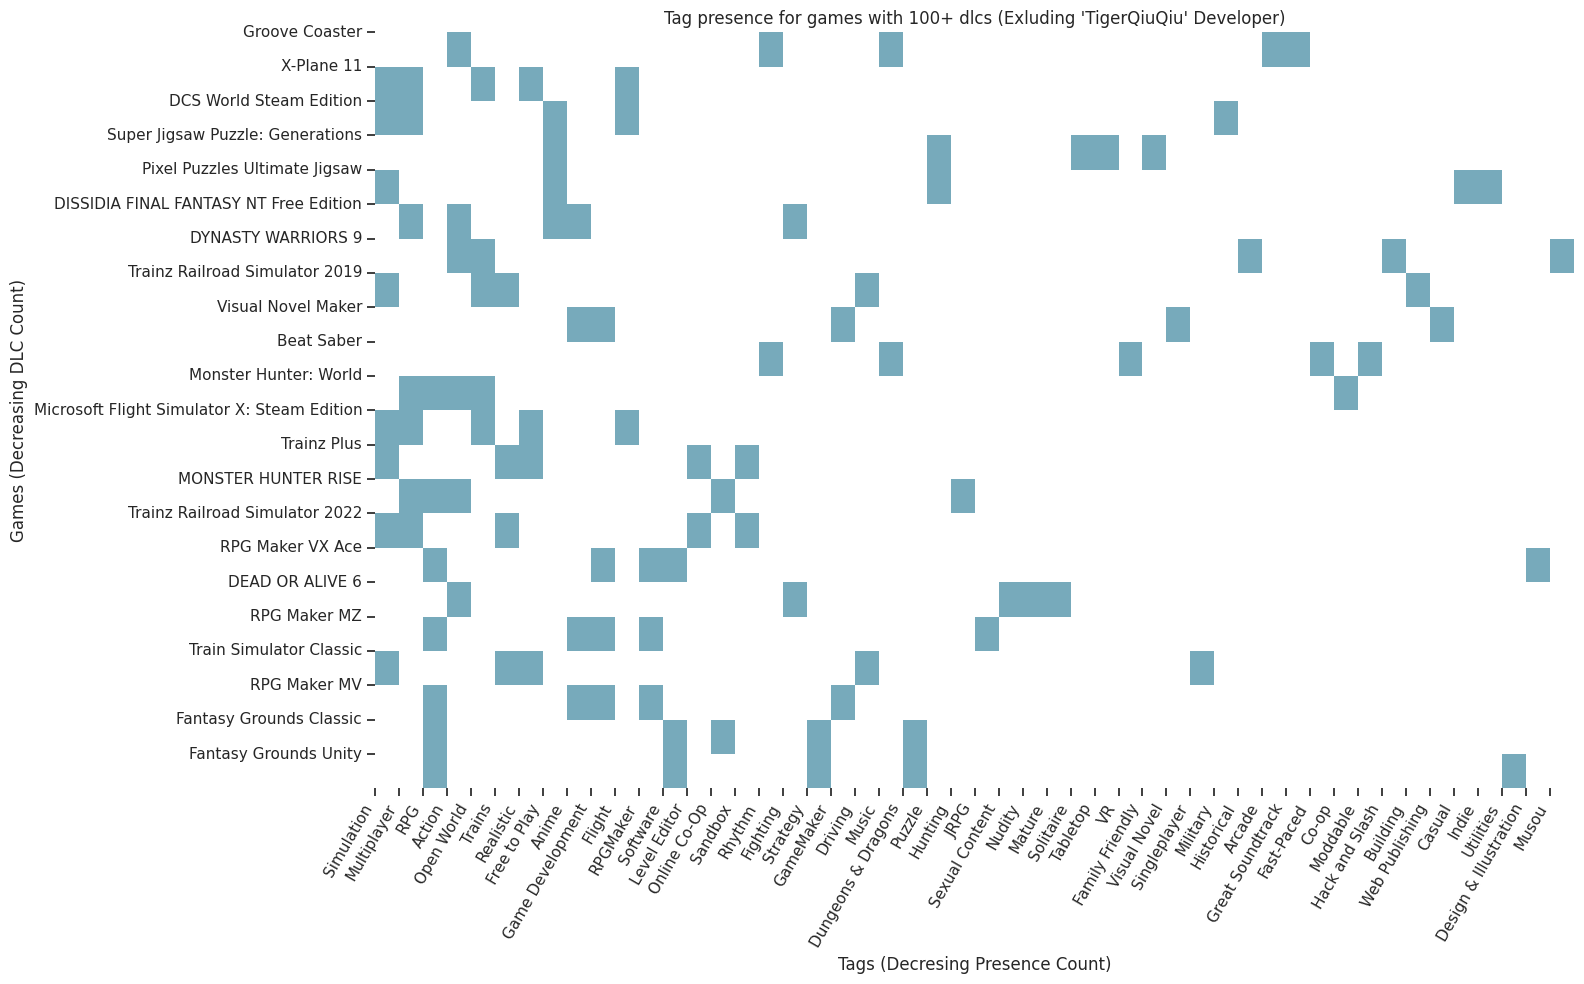 Tag presence for games with 100+ dlcs (Exluding 'TigerQiuQiu' Developer)
Games (Decreasing DLC Count)
Groove Coaster
X-Plane 11
DCS World Steam Edition
Super Jigsaw Puzzle: Generations
Pixel Puzzles Ultimate Jigsaw
DISSIDIA FINAL FANTASY NT Free Edition
DYNASTY WARRIORS 9
Trainz Railroad Simulator 2019
Visual Novel Maker
Beat Saber
Monster Hunter: World
Microsoft Flight Simulator X: Steam Edition
Trainz Plus
MONSTER HUNTER RISE
Trainz Railroad Simulator 2022
RPG Maker VX Ace
DEAD OR ALIVE 6
RPG Maker MZ
Train Simulator Classic
RPG Maker MV
Fantasy Grounds Classic
Fantasy Grounds Unity
Simulation
Multiplayer
RPG
Action
Open World
Trains
Realistic
Free to Play
Anime
Game Development
Flight
RPGMaker
Software
Level Editor
Online Co-Op
Sandbox
Rhythm
Fighting
Strategy
GameMaker
Driving
Music
Dungeons & Dragons
Puzzle
Hunting
JRPG
Sexual Content
Nudity
Mature
Solitaire
Tabletop
VR
Family Friendly
Visual Novel
Singleplayer
Military
Historical
Arcade
Great Soundtrack
Fast-Paced
Co-op
Moddable
Hack and Slash
Building
Web Publishing
Casual
Indie
Utilities
Design & Illustration
Musou
Tags (Decresing Presence Count)